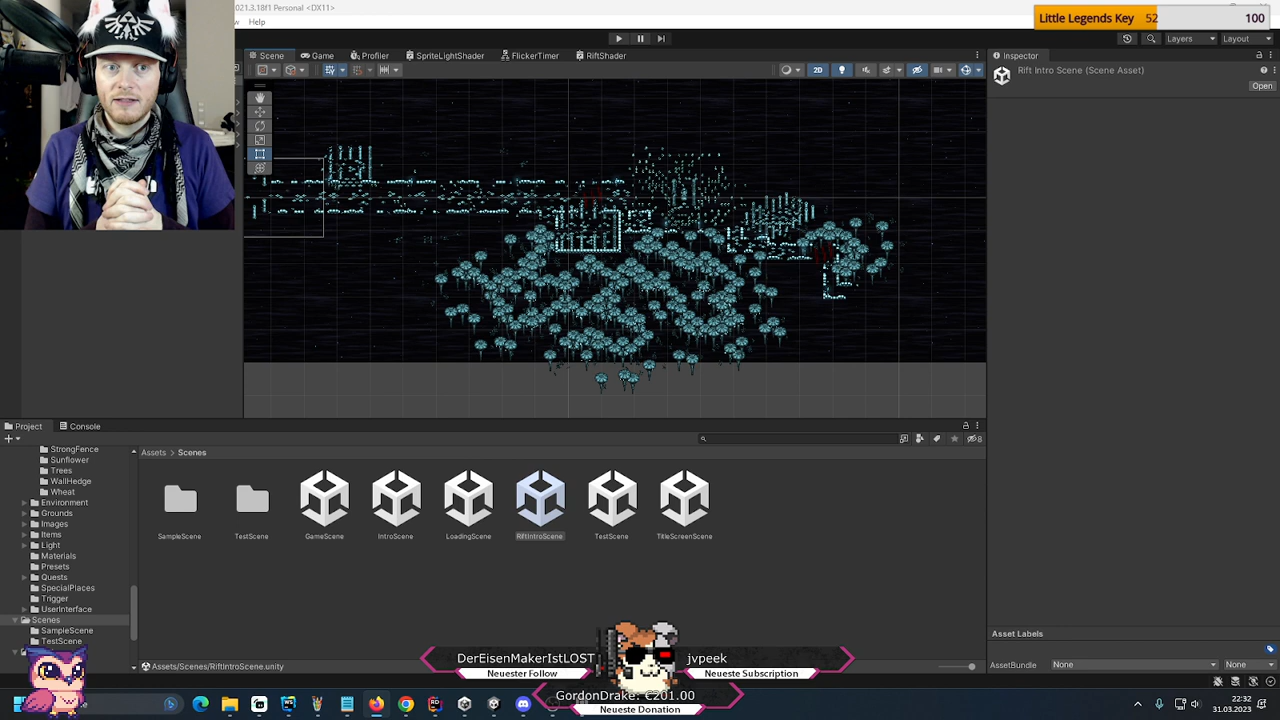 021.3.18f1 Personal <DX11>
Help
Little Legends Key 52 100
Layers Layout
Scene Game Profiler SpriteLightShader FlickerTimer RiftShader
Inspector
2D
Rift Intro Scene (Scene Asset)
Open
Project Console
8
StrongFence
Sunflower
Trees
WallHedge
Wheat
Environment
Grounds
Images
Items
Light
Materials
Presets
Quests
SpecialPlaces
Trigger
UserInterface
Scenes
SampleScene
TestScene
Assets > Scenes
SampleScene TestScene GameScene IntroScene LoadingScene RiftIntroScene TestScene TitleScreenScene
Assets/Scenes/RiftIntroScene.unity
Asset Labels
AssetBundle None None
DerEisenMakerIstLOST jvpeek
Neuester Follow Neueste Subscription
GordonDrake: €201.00
Neueste Donation
22:32
31.03.2023